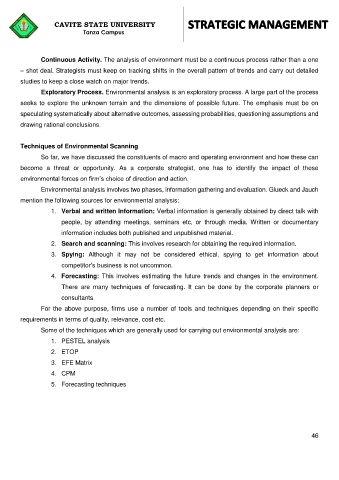 CAVITE STATE UNIVERSITY
Tanza Campus
STRATEGIC MANAGEMENT
Continuous Activity. The analysis of environment must be a continuous process rather than a one
– shot deal. Strategists must keep on tracking shifts in the overall pattern of trends and carry out detailed
studies to keep a close watch on major trends.
Exploratory Process. Environmental analysis is an exploratory process. A large part of the process
seeks to explore the unknown terrain and the dimensions of possible future. The emphasis must be on
speculating systematically about alternative outcomes, assessing probabilities, questioning assumptions and
drawing rational conclusions.
Techniques of Environmental Scanning
So far, we have discussed the constituents of macro and operating environment and how these can
become a threat or opportunity. As a corporate strategist, one has to identify the impact of those
environmental forces on firm's choice of direction and action.
Environmental analysis involves two phases, information gathering and evaluation. Glueck and Jauch
mention the following sources for environmental analysis:
1. Verbal and written Information: Verbal information is generally obtained by direct talk with
people, by attending meetings, seminars etc, or through media. Written or documentary
information includes both published and unpublished material.
2. Search and scanning: This involves research for obtaining the required information.
3. Spying: Although it may not be considered ethical, spying to get information about
competitor's business is not uncommon.
4. Forecasting: This involves estimating the future trends and changes in the environment.
There are many techniques of forecasting. It can be done by the corporate planners or
consultants.
For the above purpose, firms use a number of tools and techniques depending on their specific
requirements in terms of quality, relevance, cost etc.
Some of the techniques which are generally used for carrying out environmental analysis are:
1. PESTEL analysis
2. ETOP
3. EFE Matrix
4. CPM
5. Forecasting techniques
46